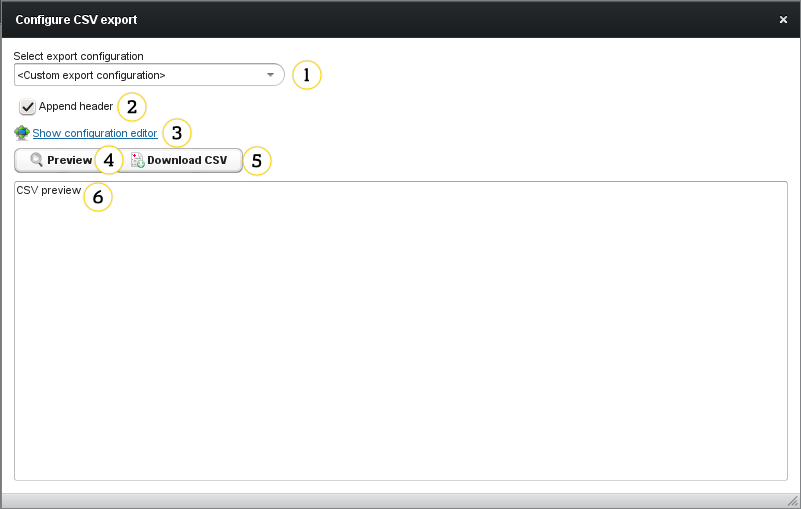 Configure CSV export
Select export configuration
<Custom export configuration> 1
Append header 2
Show configuration editor 3
Preview 4 Download CSV 5
CSV preview 6